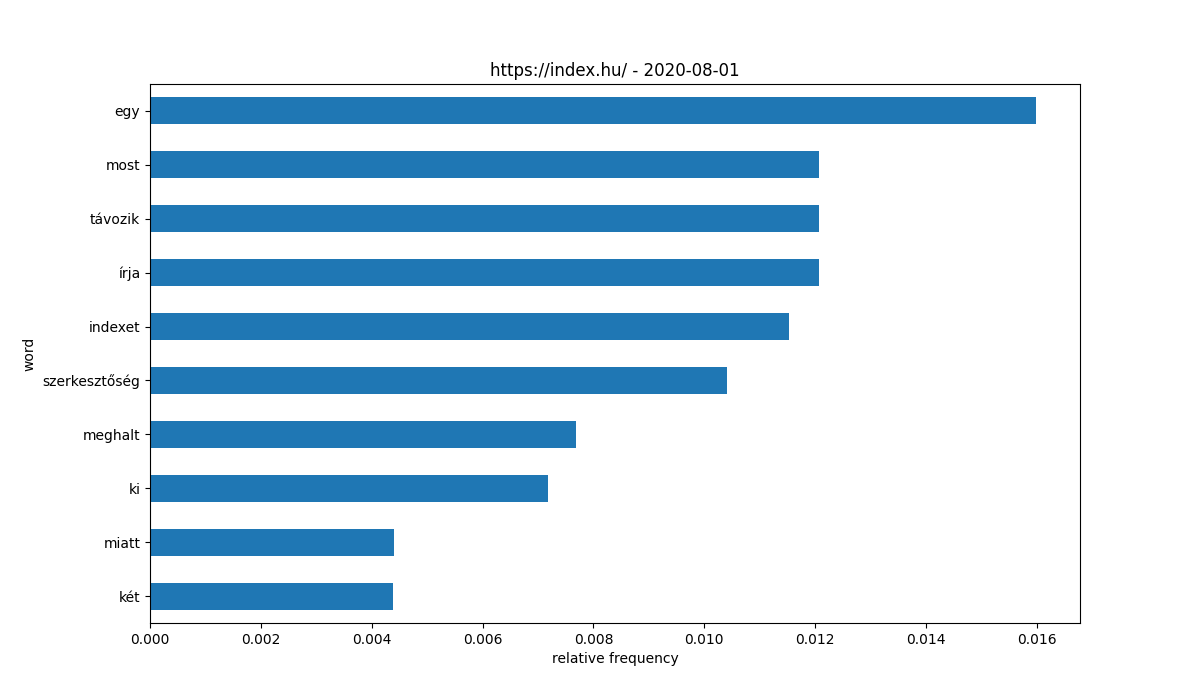 https://index.hu/ - 2020-08-01
egy
most
távozik
írja
indexet
szerkesztőség
meghalt
ki
miatt
két
word
0.000 0.002 0.004 0.006 0.008 0.010 0.012 0.014 0.016
relative frequency